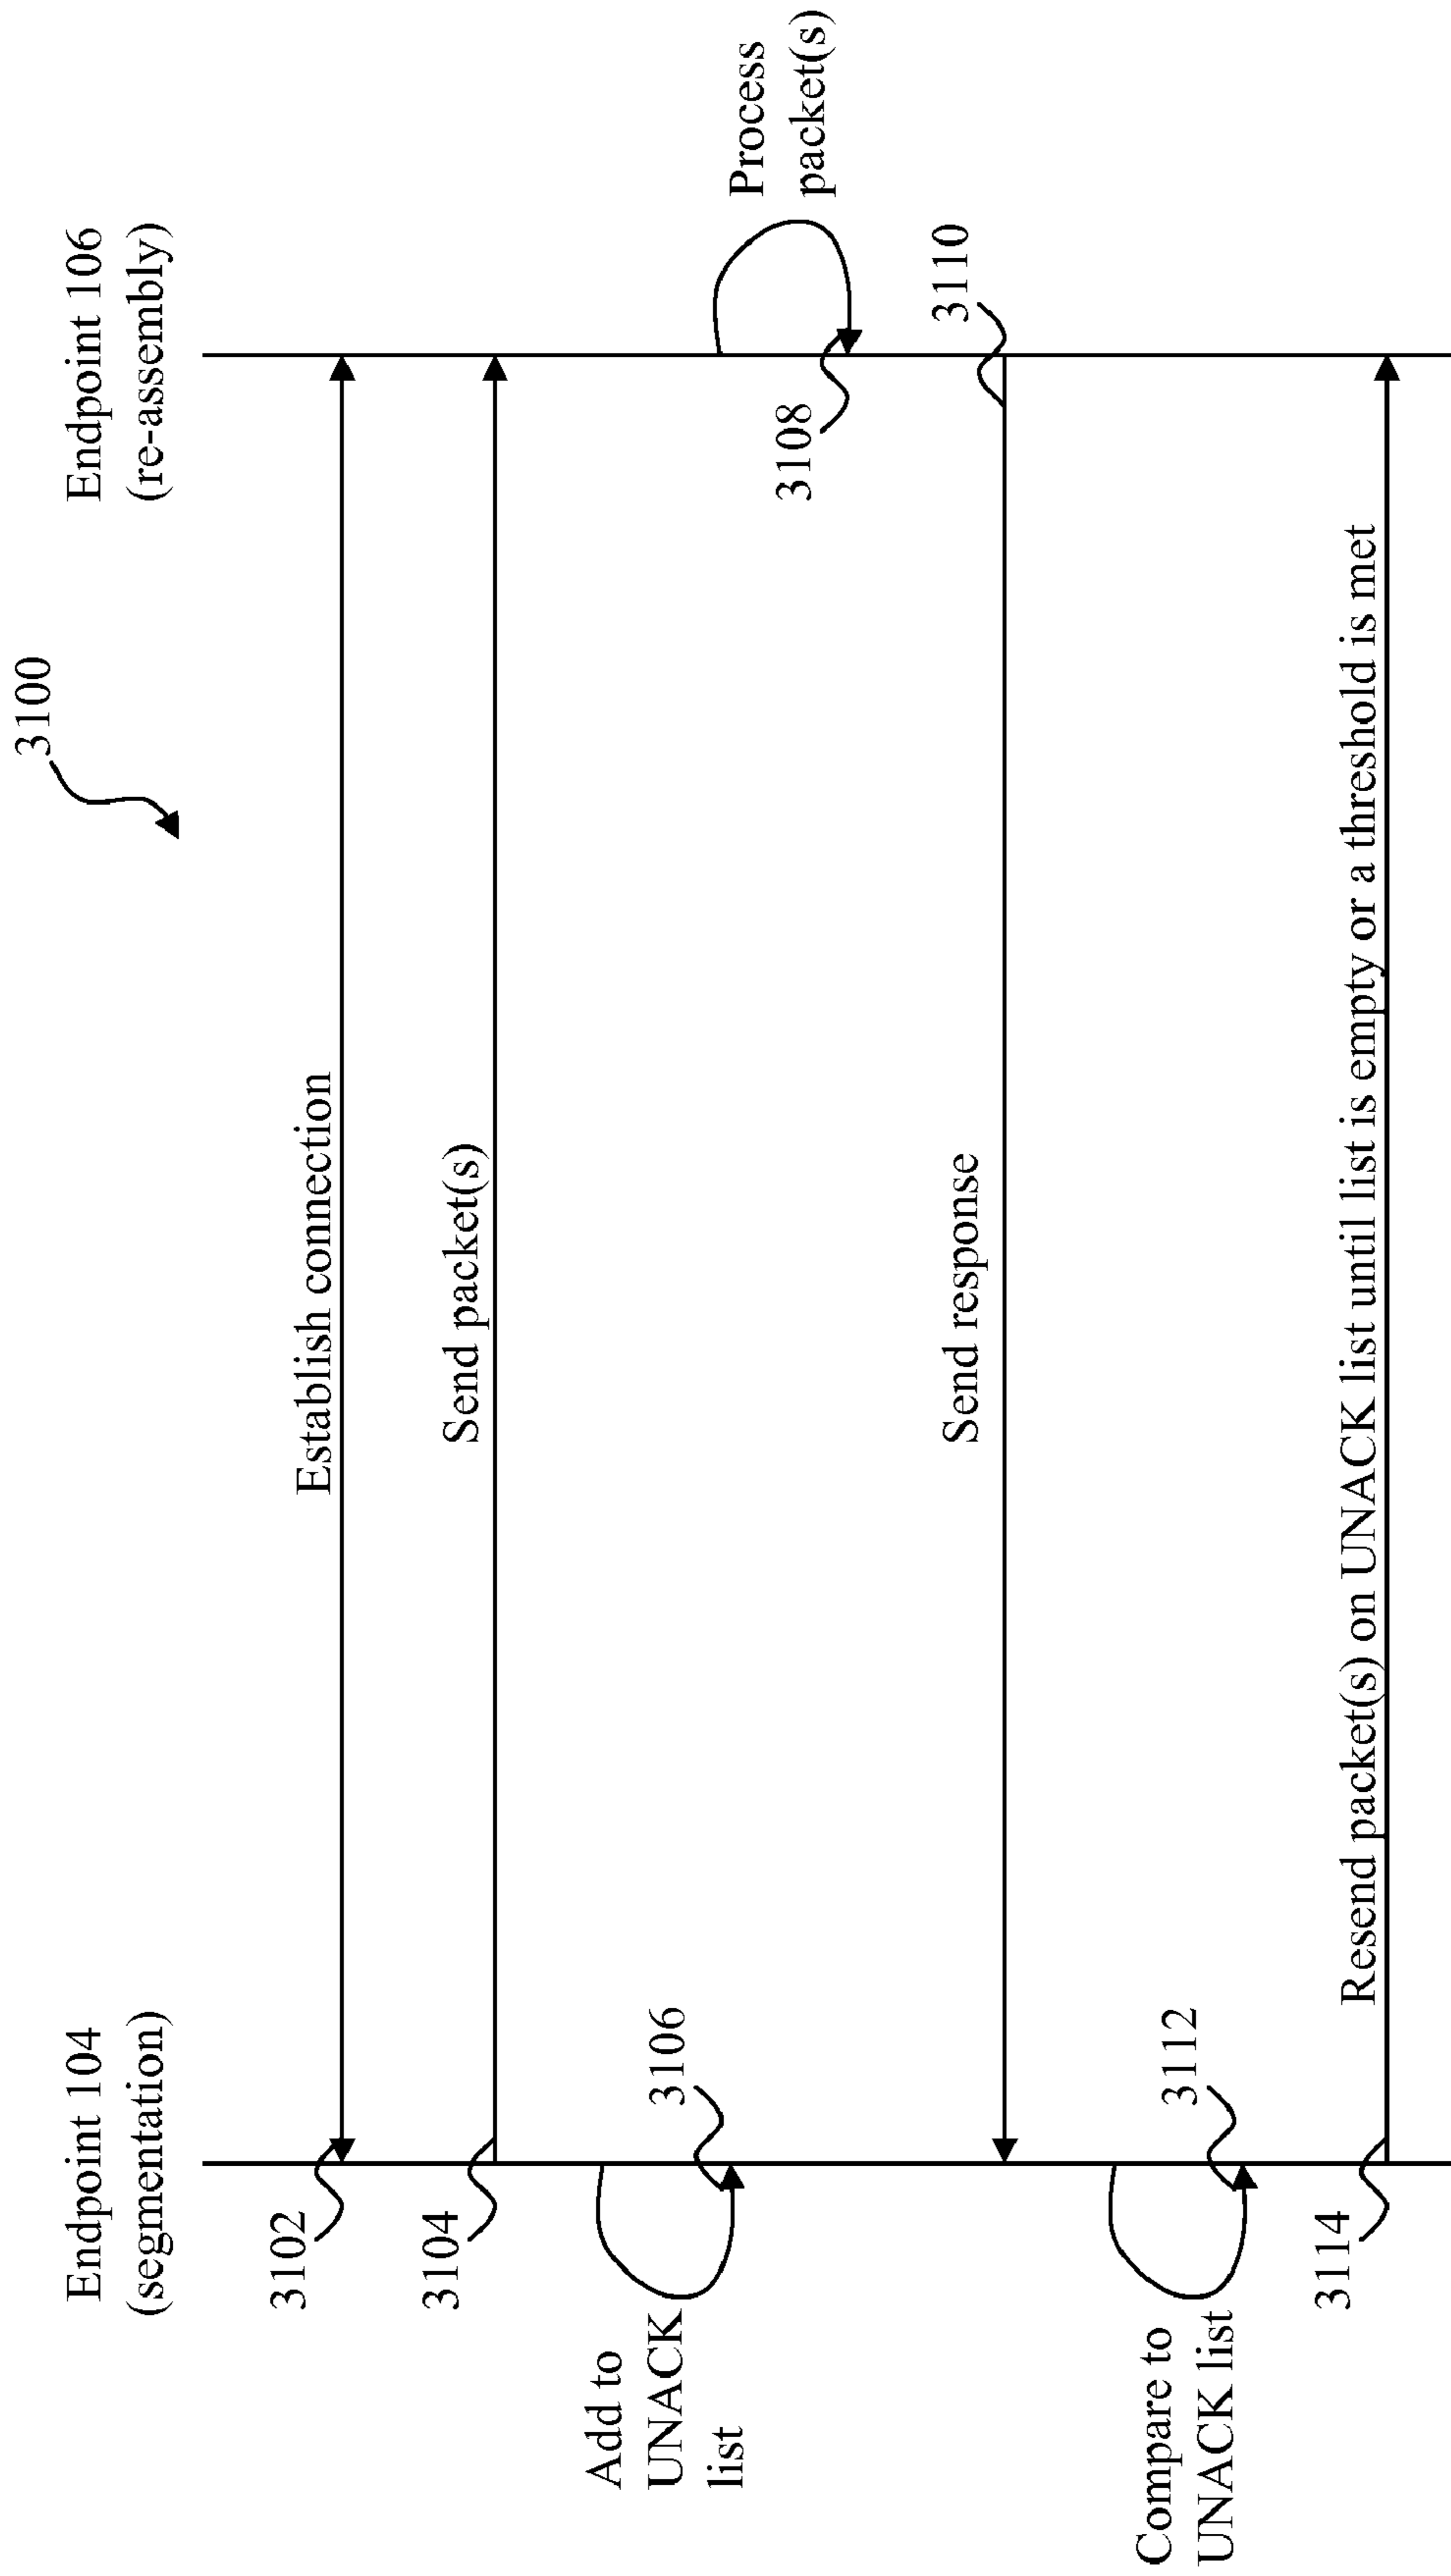 3100
Endpoint 104
(segmentation)
Endpoint 106
(re-assembly)
3102
Establish connection
3104
Send packet(s)
Add to
UNACK
list
3106
Process
packet(s)
3108
3110
Send response
Compare to
UNACK list
3112
3114
Resend packet(s) on UNACK list until list is empty or a threshold is met